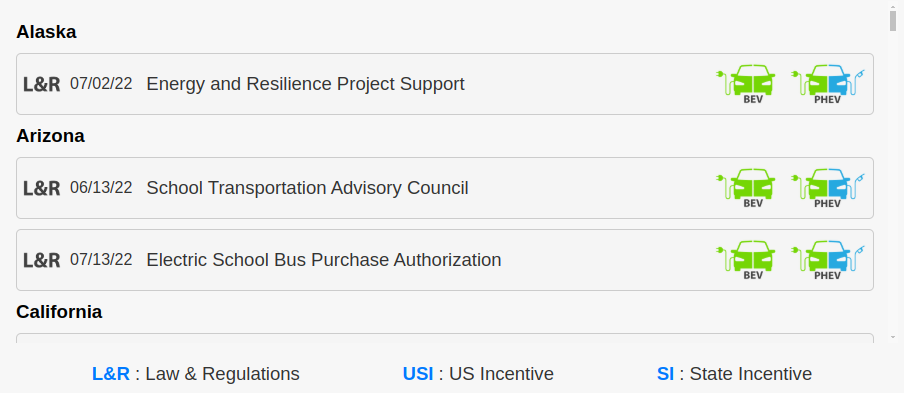 Alaska
L&R 07/02/22 Energy and Resilience Project Support BEV PHEV
Arizona
L&R 06/13/22 School Transportation Advisory Council BEV PHEV
L&R 07/13/22 Electric School Bus Purchase Authorization BEV PHEV
California
L&R : Law & Regulations USI : US Incentive SI : State Incentive